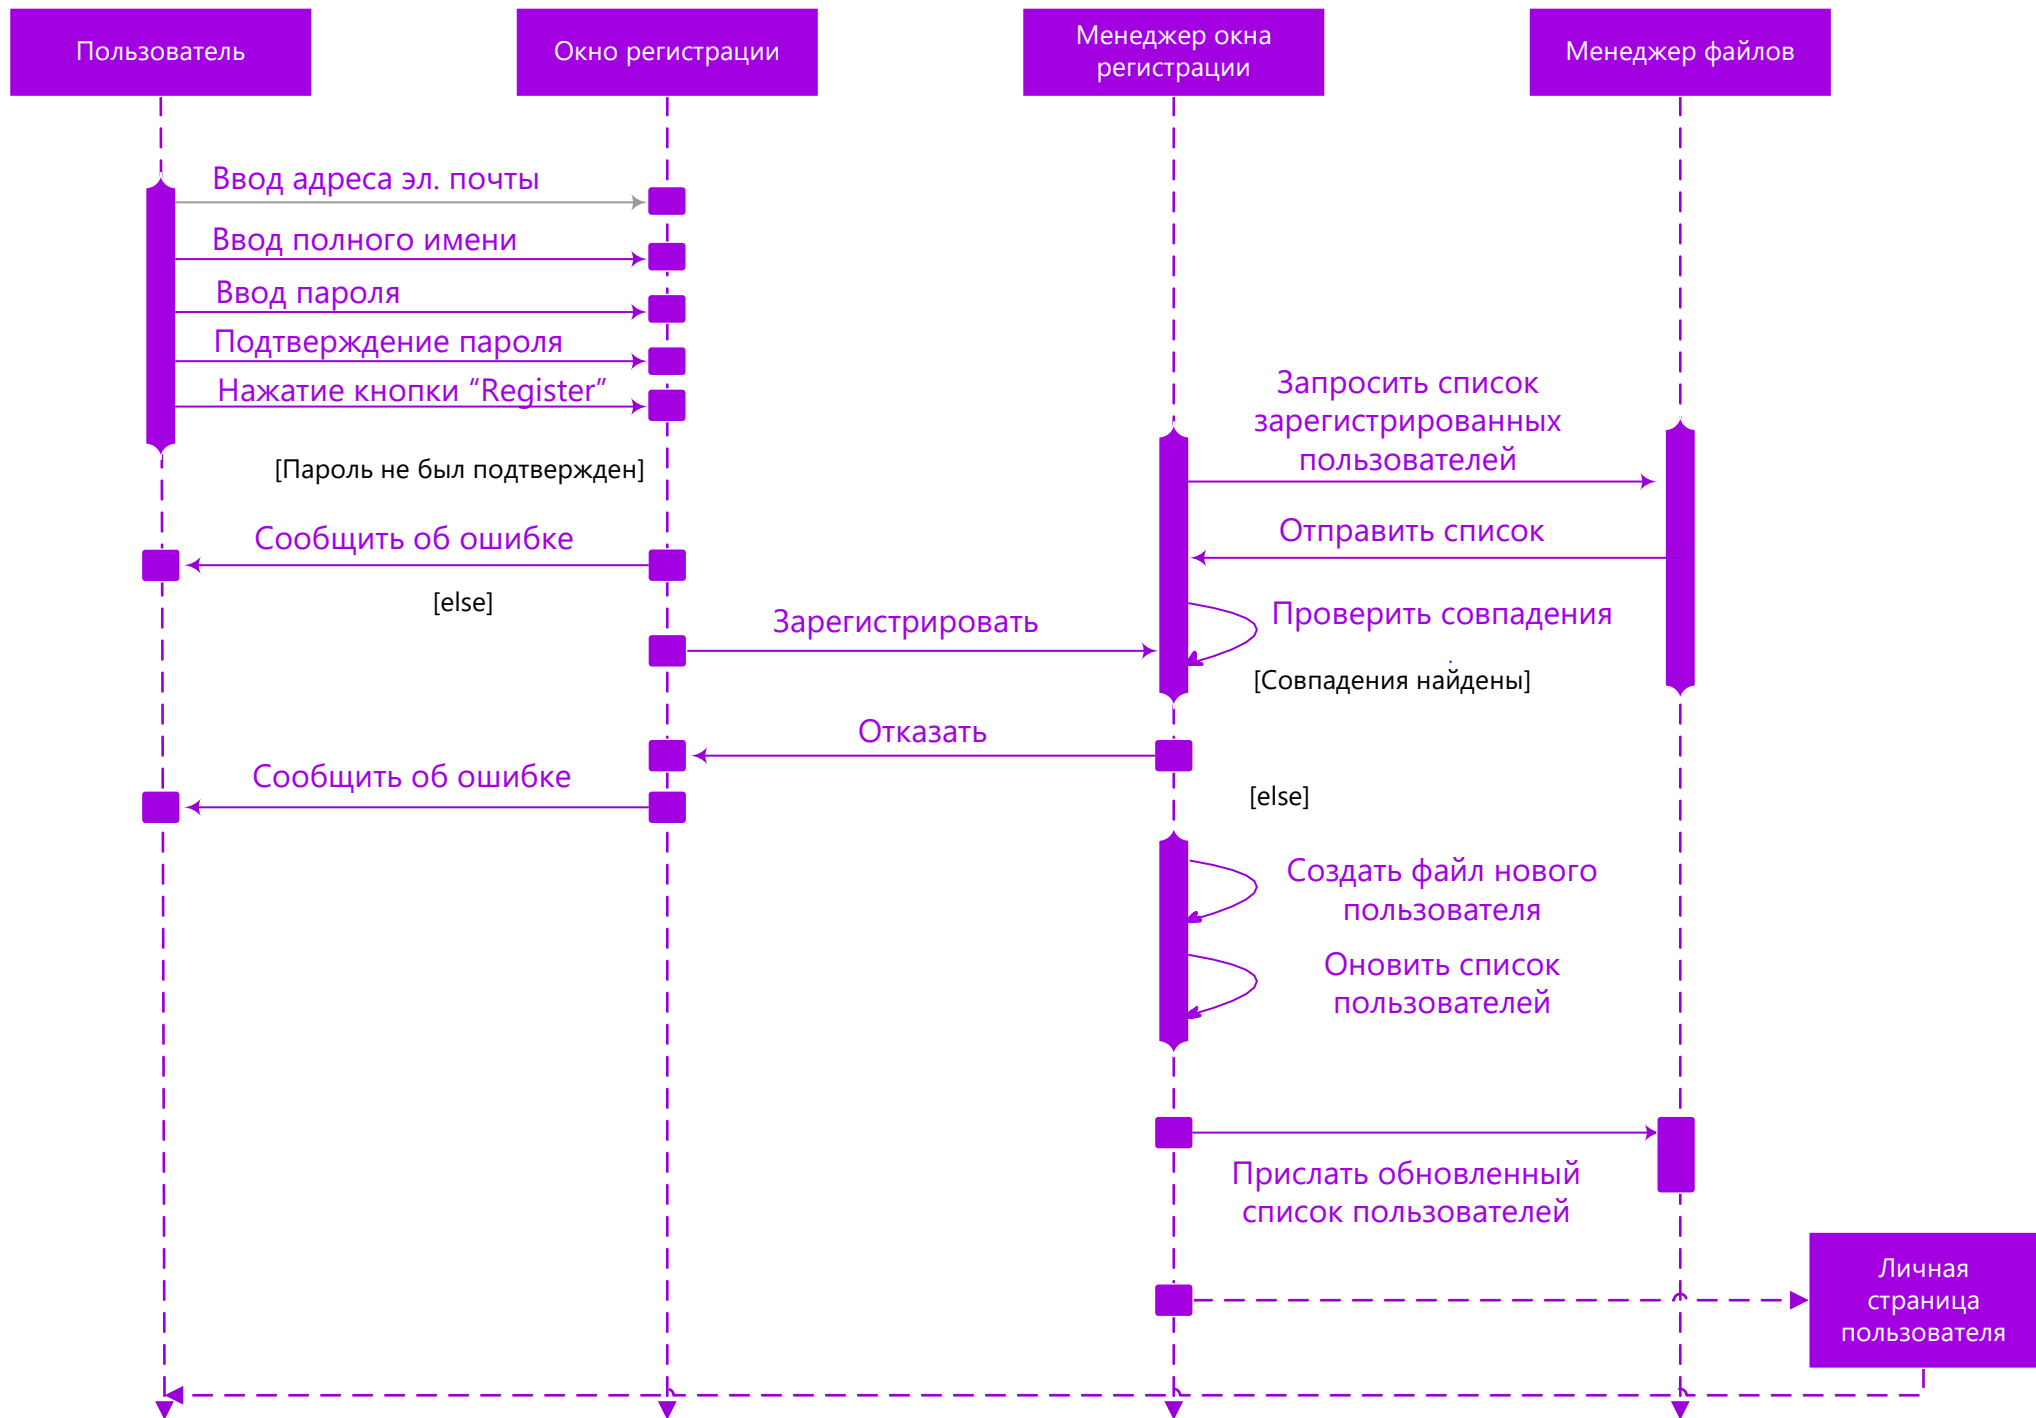 Пользователь
Окно регистрации
Менеджер окна
регистрации
Менеджер файлов
Ввод адреса эл. почты
Ввод полного имени
Ввод пароля
Подтверждение пароля
Нажатие кнопки “Register”
Запросить список
зарегистрированных
пользователей
[Пароль не был подтвержден]
Отправить список
Сообщить об ошибке
[else]
Зарегистрировать
Проверить совпадения
.
[Совпадения найдены]
Отказать
Сообщить об ошибке
[else]
Создать файл нового
пользователя
Оновить список
пользователей
Прислать обновленный
список пользователей
Личная
страница
пользователя